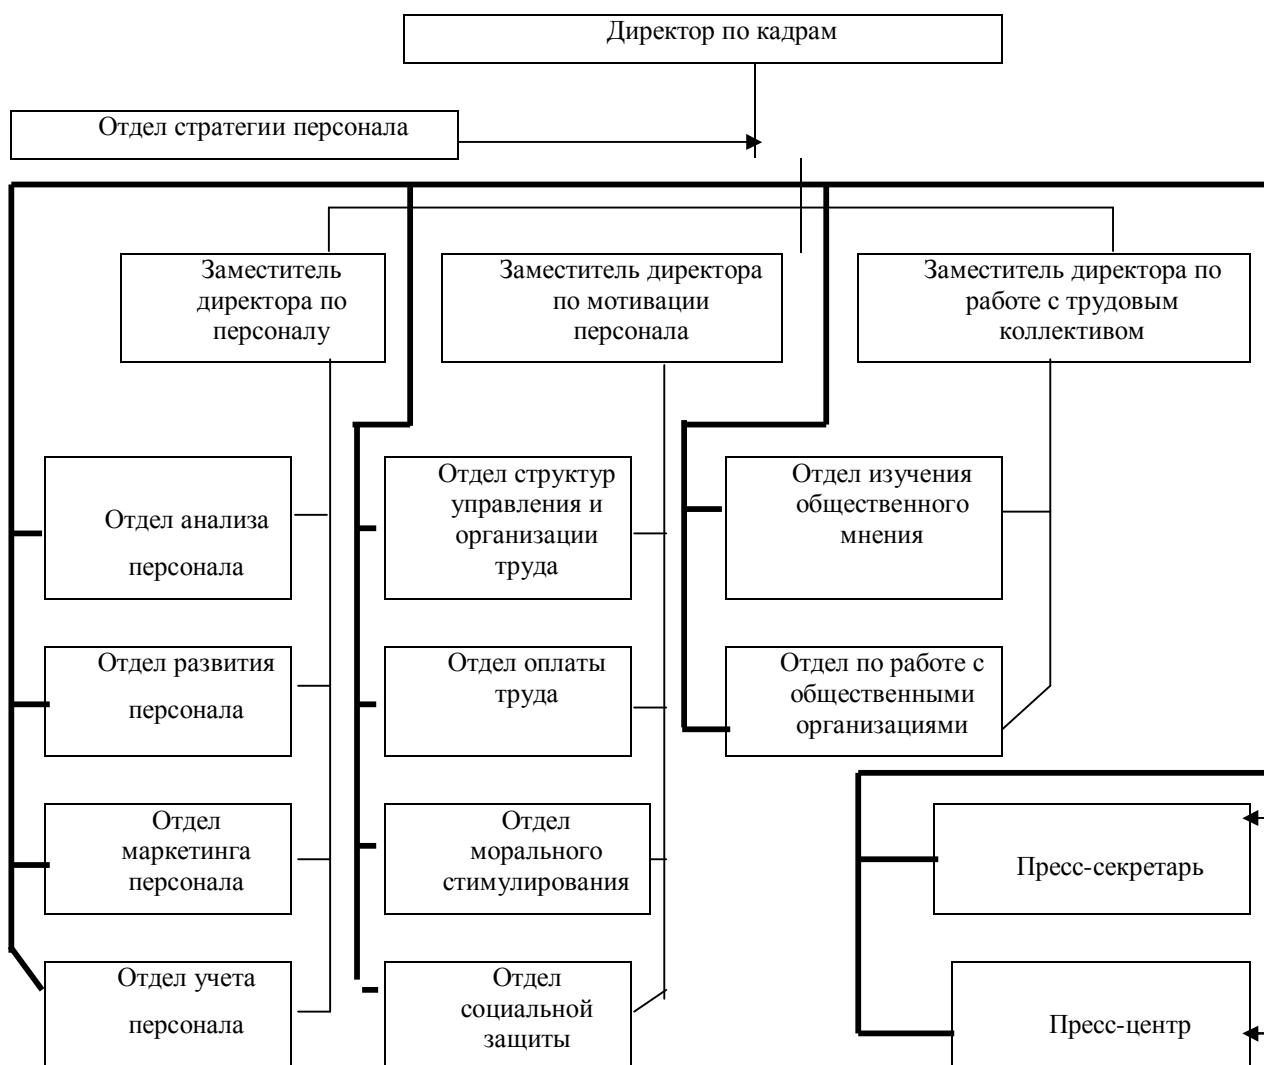 Директор по кадрам
Отдел стратегии персонала
Заместитель
директора по
персоналу
Заместитель директора
по мотивации
персонала
Заместитель директора по
работе с трудовым
коллективом
Отдел анализа
персонала
Отдел структур
управления и
организации
труда
Отдел изучения
общественного
мнения
Отдел развития
персонала
Отдел оплаты
труда
Отдел по работе с
общественными
организациями
Отдел
маркетинга
персонала
Отдел
морального
стимулирования
Пресс-секретарь
Отдел учета
персонала
Отдел
социальной
защиты
Пресс-центр